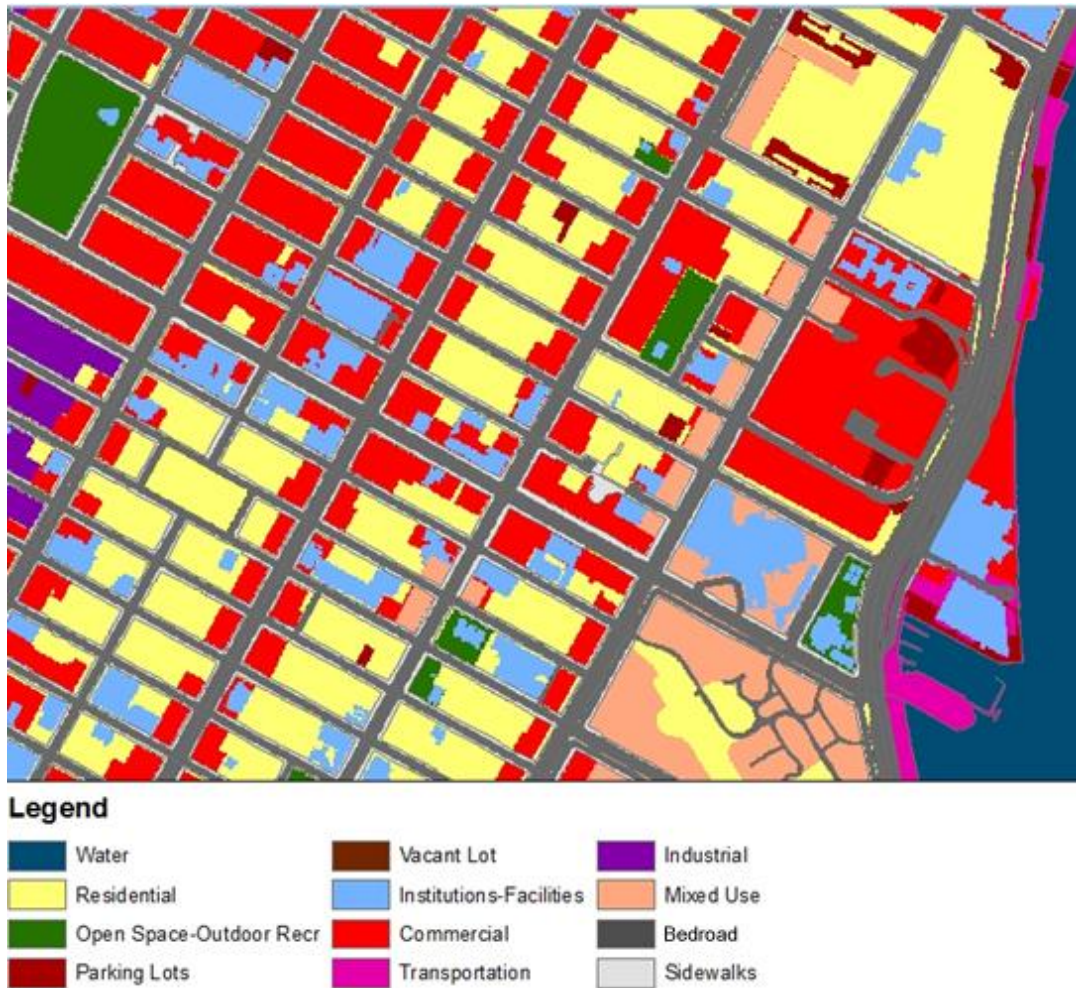 Legend
Water
Vacant Lot
Industrial
Residential
Institutions-Facilities
Mixed Use
Open Space-Outdoor Recr
Commercial
Bedroad
Parking Lots
Transportation
Sidewalks